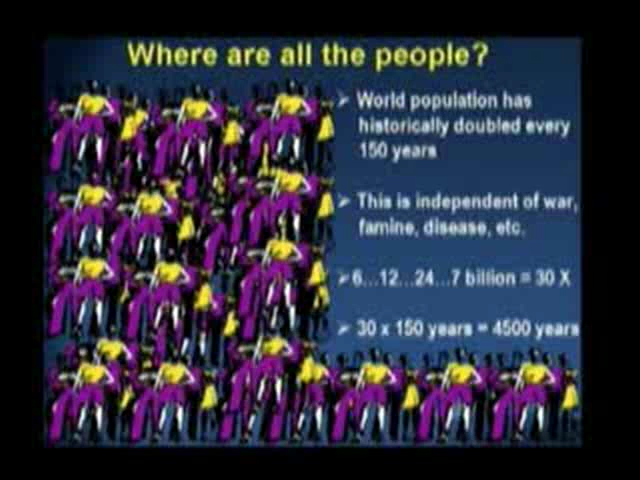 Where are all the people?
➢ World population has
historically doubled every
150 years
➢ This is independent of war,
famine, disease, etc.
➢ 6...12...24...7 billion = 30 X
➢ 30 x 150 years = 4500 years